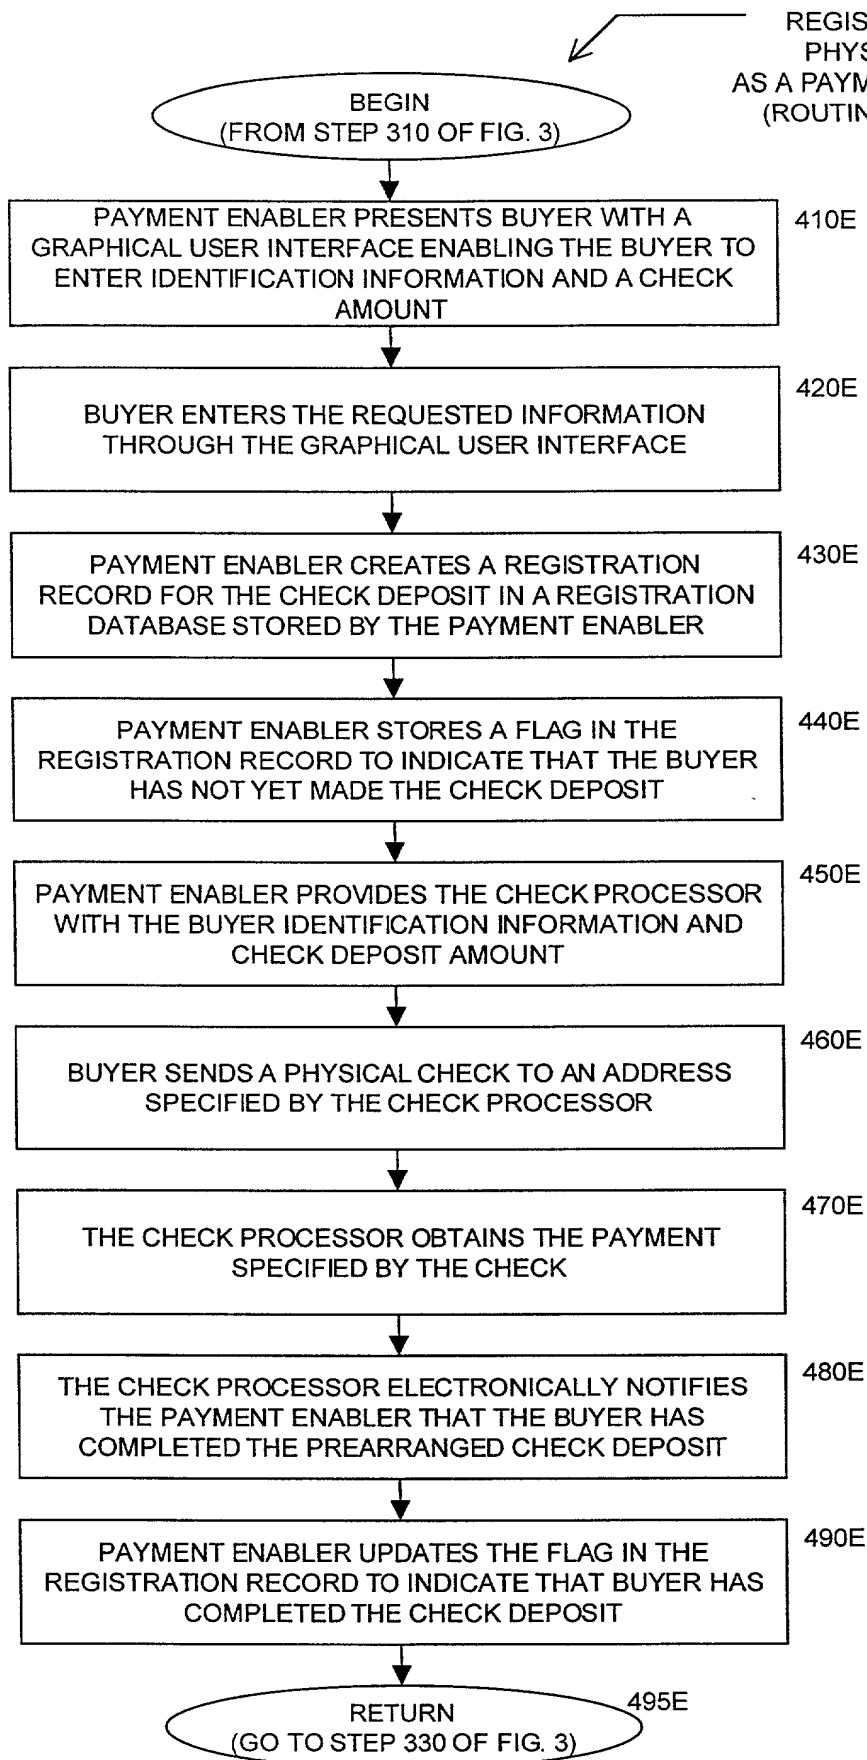 REGIS
PHYS
AS A PAYM
(ROUTIN
BEGIN
(FROM STEP 310 OF FIG. 3)
410E
PAYMENT ENABLER PRESENTS BUYER WITH A
GRAPHICAL USER INTERFACE ENABLING THE BUYER TO
ENTER IDENTIFICATION INFORMATION AND A CHECK
AMOUNT
420E
BUYER ENTERS THE REQUESTED INFORMATION
THROUGH THE GRAPHICAL USER INTERFACE
430E
PAYMENT ENABLER CREATES A REGISTRATION
RECORD FOR THE CHECK DEPOSIT IN A REGISTRATION
DATABASE STORED BY THE PAYMENT ENABLER
440E
PAYMENT ENABLER STORES A FLAG IN THE
REGISTRATION RECORD TO INDICATE THAT THE BUYER
HAS NOT YET MADE THE CHECK DEPOSIT
450E
PAYMENT ENABLER PROVIDES THE CHECK PROCESSOR
WITH THE BUYER IDENTIFICATION INFORMATION AND
CHECK DEPOSIT AMOUNT
460E
BUYER SENDS A PHYSICAL CHECK TO AN ADDRESS
SPECIFIED BY THE CHECK PROCESSOR
470E
THE CHECK PROCESSOR OBTAINS THE PAYMENT
SPECIFIED BY THE CHECK
480E
THE CHECK PROCESSOR ELECTRONICALLY NOTIFIES
THE PAYMENT ENABLER THAT THE BUYER HAS
COMPLETED THE PREARRANGED CHECK DEPOSIT
490E
PAYMENT ENABLER UPDATES THE FLAG IN THE
REGISTRATION RECORD TO INDICATE THAT BUYER HAS
COMPLETED THE CHECK DEPOSIT
495E
RETURN
(GO TO STEP 330 OF FIG. 3)